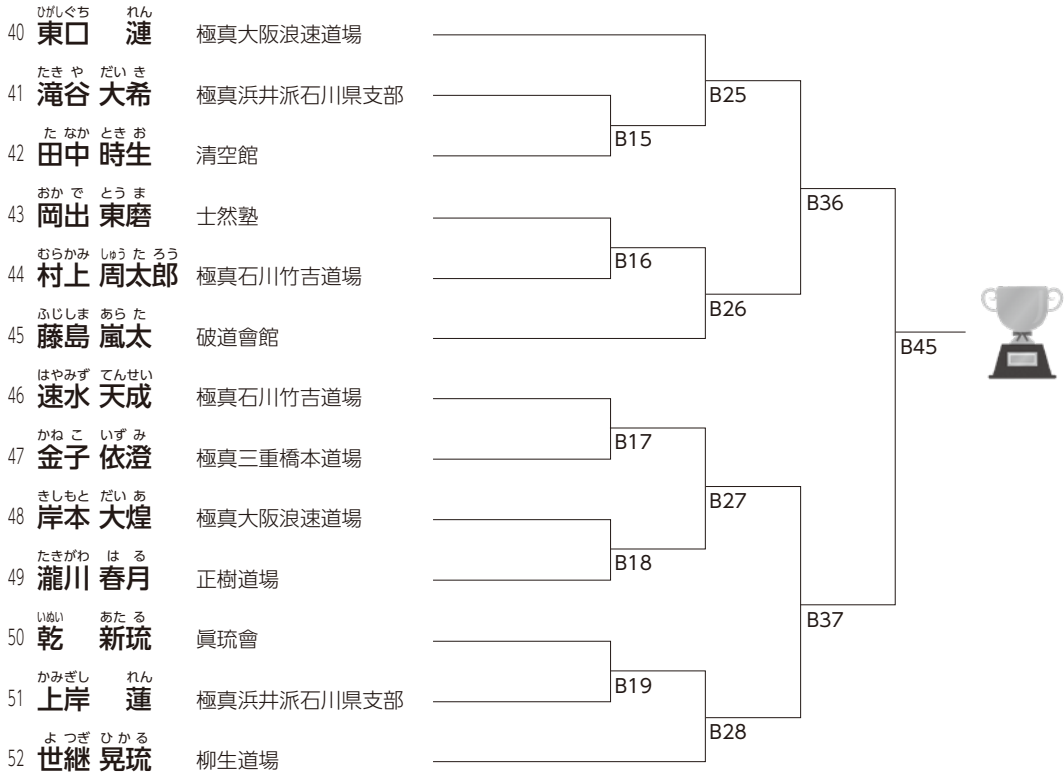 ひがしぐち れん
40 東口 漣 極真大阪浪速道場
たきや だいき
41 滝谷 大希 極真浜井派石川県支部
たなか ときお
42 田中 時生 清空館
おかで とうま
43 岡出 東磨 士然塾
むらかみ しゅうたろう
44 村上 周太郎 極真石川竹吉道場
ふじしま あらた
45 藤島 嵐太 破道會館
はやみず てんせい
46 速水 天成 極真石川竹吉道場
かねこ いずみ
47 金子 依澄 極真三重橋本道場
きしもと だいあ
48 岸本 大煌 極真大阪浪速道場
たきがわ はる
49 瀧川 春月 正樹道場
いぬい あたる
50 乾 新琉 眞琉會
かみぎし れん
51 上岸 蓮 極真浜井派石川県支部
よつぎ ひかる
52 世継 晃琉 柳生道場
B15
B16
B17
B18
B19
B25
B26
B27
B28
B36
B37
B45